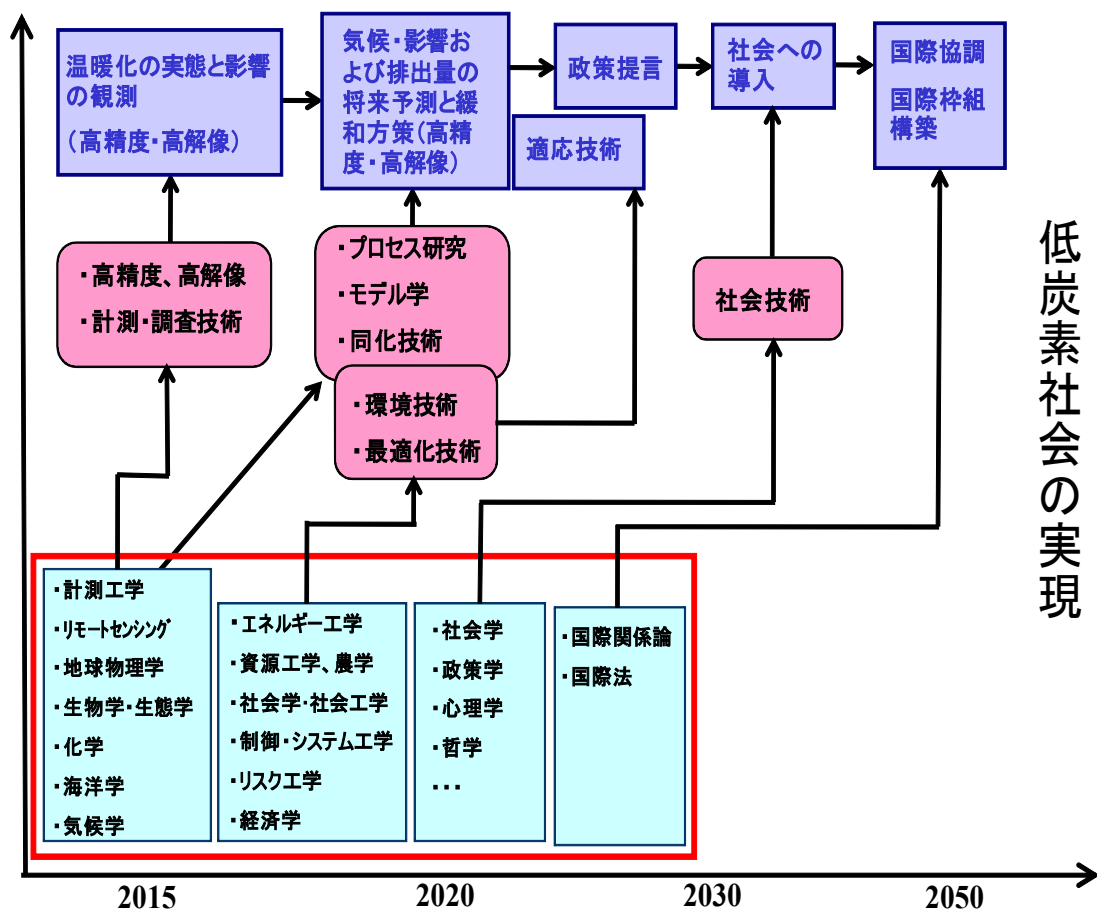 温暖化の実態と影響
の観測
(高精度・高解像)
気候・影響お
よび排出量の
将来予測と緩
和方策(高精
度・高解像)
政策提言
適応技術
社会への
導入
国際協調
国際枠組
構築
・高精度、高解像
・計測・調査技術
・プロセス研究
・モデル学
・同化技術
・環境技術
・最適化技術
社会技術
低炭素社会の実現
・計測工学
・リモートセンシング
・地球物理学
・生物学・生態学
・化学
・海洋学
・気候学
・エネルギー工学
・資源工学、農学
・社会学・社会工学
・制御・システム工学
・リスク工学
・経済学
・社会学
・政策学
・心理学
・哲学
・・・
・国際関係論
・国際法
2015
2020
2030
2050